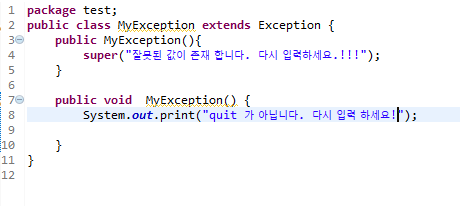 1 package test;
2 public class MyException extends Exception {
3 public MyException(){
4 super("잘못된 값이 존재 합니다. 다시 입력하세요.!!!");
5 }
6
7 public void  MyException() {
8 System.out.print("quit 가 아닙니다. 다시 입력 하세요!");
9
10 }
11 }
12